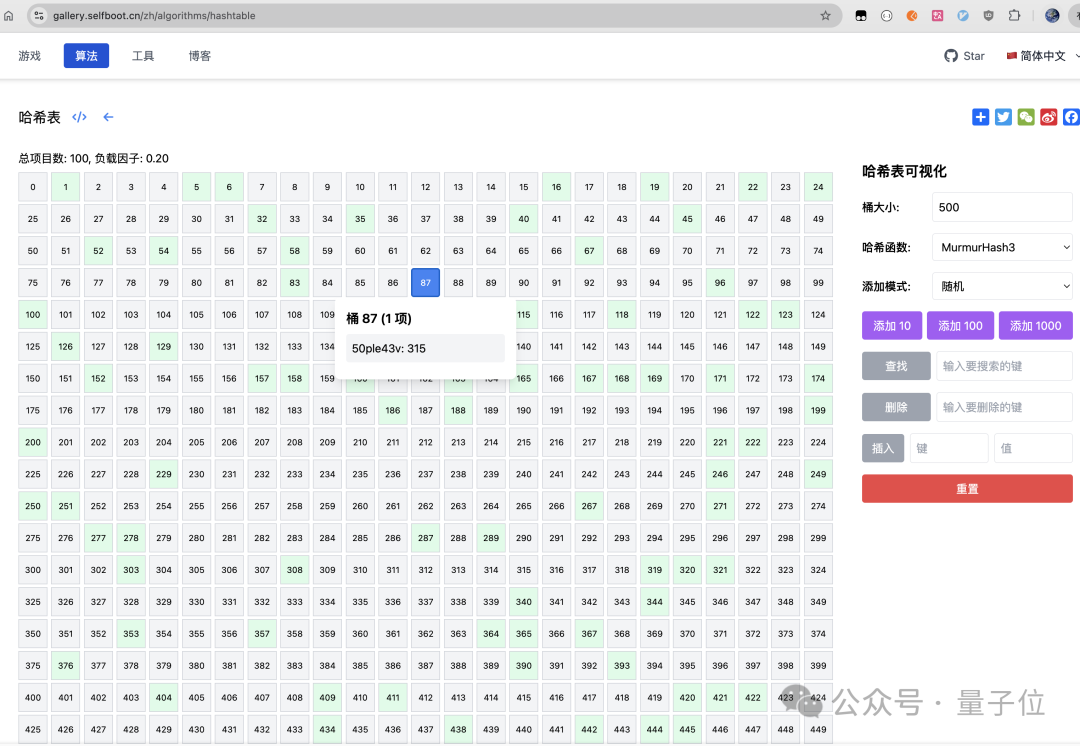 gallery.selfboot.cn/zh/algorithms/hashtable
游戏 算法 工具 博客 Star 简体中文
哈希表 </> ←
总项目数: 100, 负载因子: 0.20
0 1 2 3 4 5 6 7 8 9 10 11 12 13 14 15 16 17 18 19 20 21 22 23 24
25 26 27 28 29 30 31 32 33 34 35 36 37 38 39 40 41 42 43 44 45 46 47 48 49
50 51 52 53 54 55 56 57 58 59 60 61 62 63 64 65 66 67 68 69 70 71 72 73 74
75 76 77 78 79 80 81 82 83 84 85 86 87 88 89 90 91 92 93 94 95 96 97 98 99
100 101 102 103 104 105 106 107 108 109 115 116 117 118 119 120 121 122 123 124
桶 87 (1 项)
125 126 127 128 129 130 131 132 133 134 140 141 142 143 144 145 146 147 148 149
50ple43v: 315
150 151 152 153 154 155 156 157 158 159 160 161 162 163 164 165 166 167 168 169 170 171 172 173 174
175 176 177 178 179 180 181 182 183 184 185 186 187 188 189 190 191 192 193 194 195 196 197 198 199
200 201 202 203 204 205 206 207 208 209 210 211 212 213 214 215 216 217 218 219 220 221 222 223 224
225 226 227 228 229 230 231 232 233 234 235 236 237 238 239 240 241 242 243 244 245 246 247 248 249
250 251 252 253 254 255 256 257 258 259 260 261 262 263 264 265 266 267 268 269 270 271 272 273 274
275 276 277 278 279 280 281 282 283 284 285 286 287 288 289 290 291 292 293 294 295 296 297 298 299
300 301 302 303 304 305 306 307 308 309 310 311 312 313 314 315 316 317 318 319 320 321 322 323 324
325 326 327 328 329 330 331 332 333 334 335 336 337 338 339 340 341 342 343 344 345 346 347 348 349
350 351 352 353 354 355 356 357 358 359 360 361 362 363 364 365 366 367 368 369 370 371 372 373 374
375 376 377 378 379 380 381 382 383 384 385 386 387 388 389 390 391 392 393 394 395 396 397 398 399
400 401 402 403 404 405 406 407 408 409 410 411 412 413 414 415 416 417 418 419 420 421 422 423 424
425 426 427 428 429 430 431 432 433 434 435 436 437 438 439 440 441 442 443 444 445 446 447 448 449
哈希表可视化
桶大小: 500
哈希函数: MurmurHash3
添加模式: 随机
添加 10 添加 100 添加 1000
查找 输入要搜索的键
删除 输入要删除的键
插入 键 值
重置
公众号 · 量子位